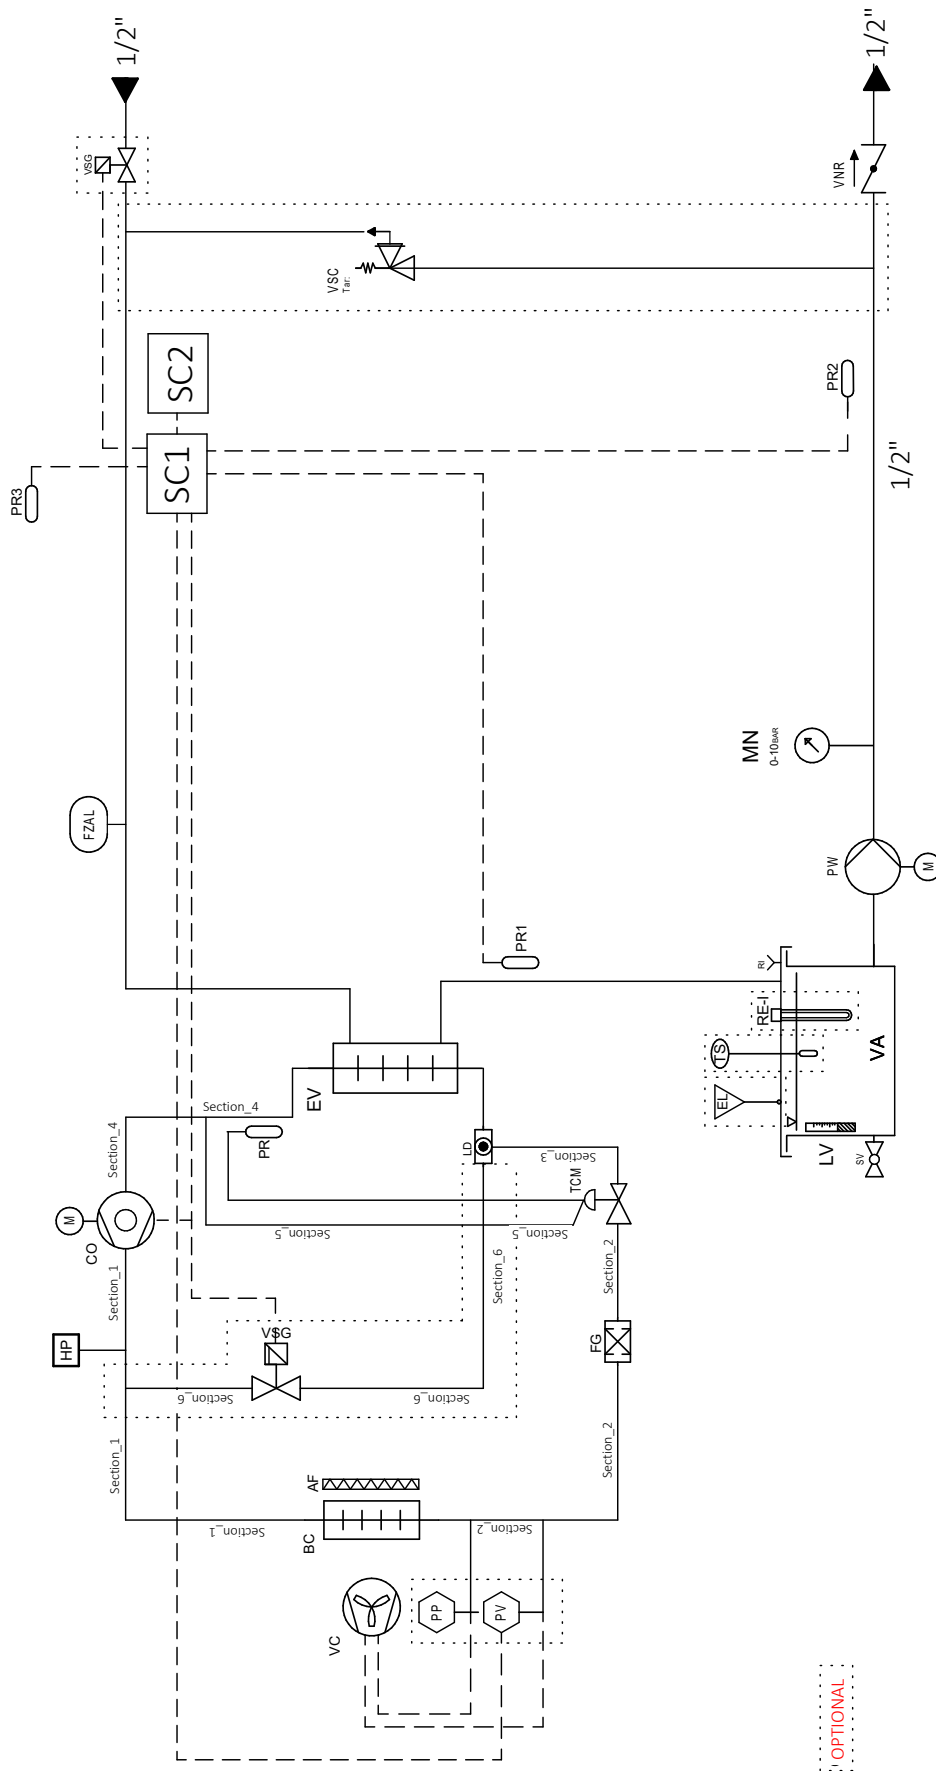 1/2"
1/2"
VSG
VNR
VSC
Tar:
SC2
SC1
PR3
PR2
1/2"
MN
0-10BAR
FZAL
PW
M
PR1
RI
RE-I
TS
EL
VA
LV
SV
EV
Section_4
Section_4
PR
LD
Section_3
TCM
M
CO
Section_5
Section_5
Section_1
Section_6
Section_2
HP
VSG
FG
Section_6
Section_6
Section_1
Section_2
AF
BC
Section_1
Section_2
VC
PP
PV
OPTIONAL